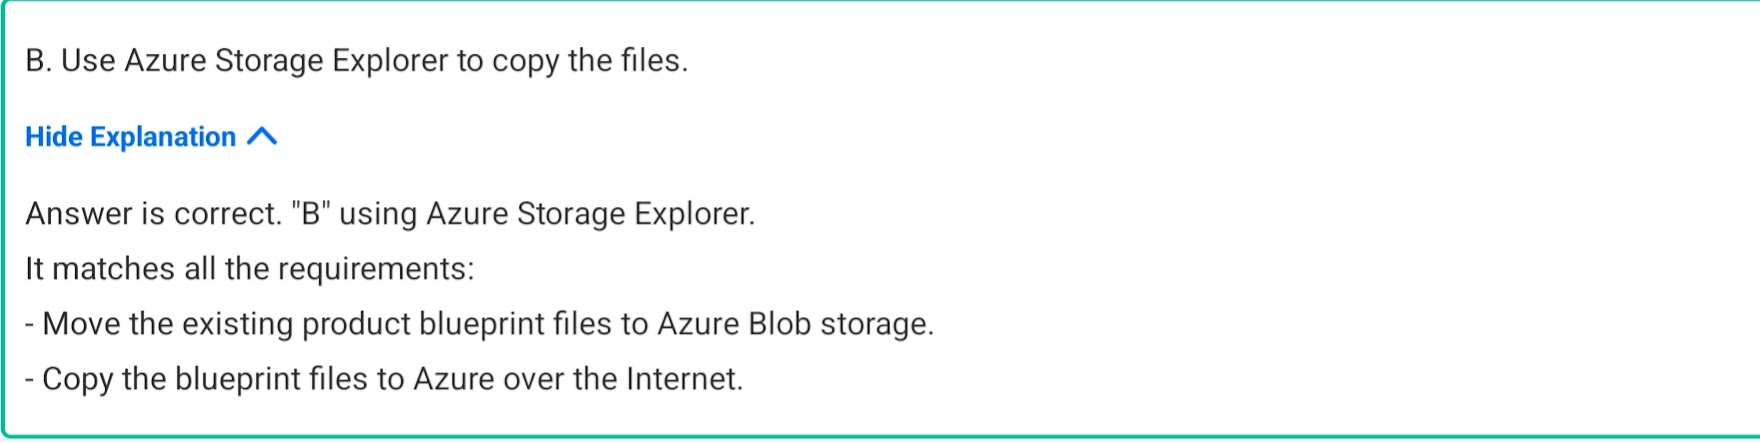 B. Use Azure Storage Explorer to copy the files.
Hide Explanation
Answer is correct. "B" using Azure Storage Explorer.
It matches all the requirements:
- Move the existing product blueprint files to Azure Blob storage.
- Copy the blueprint files to Azure over the Internet.